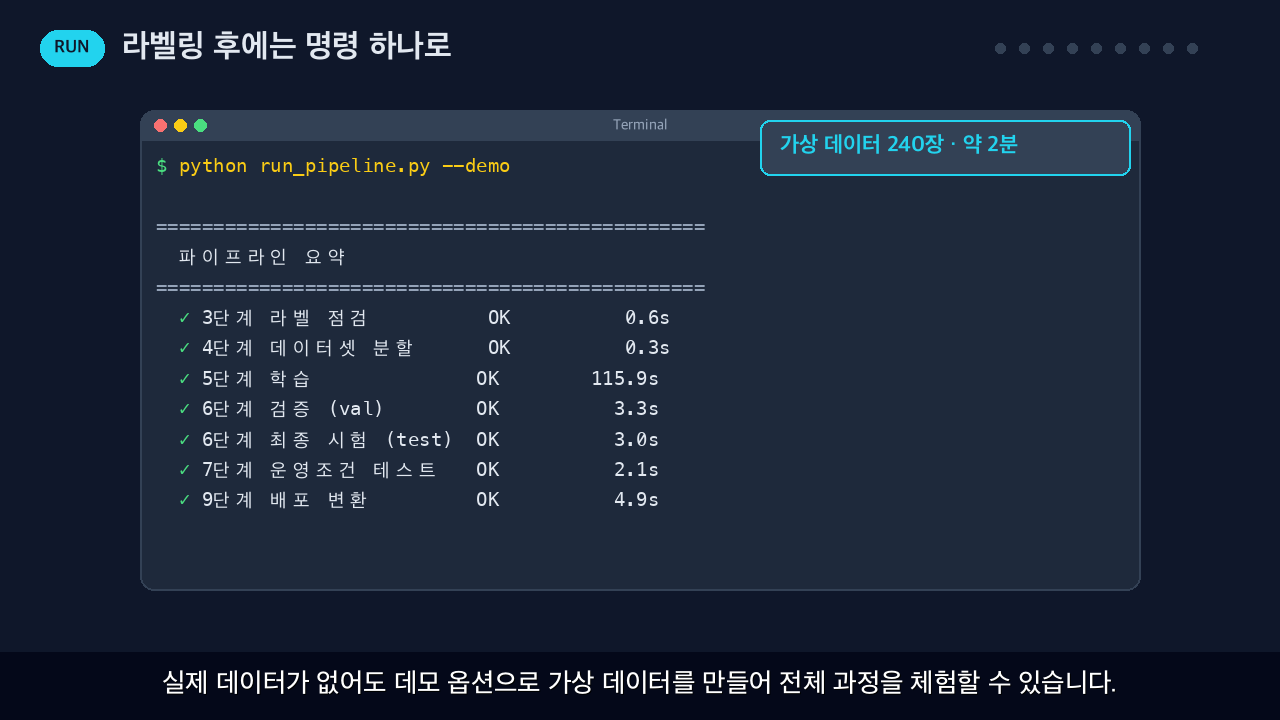 RUN 라벨링 후에는 명령 하나로
Terminal
가상 데이터 240장 · 약 2분
$ python run_pipeline.py --demo
================================================
파이프라인 요약
================================================
✓ 3단계 라벨 점검 OK 0.6s
✓ 4단계 데이터셋 분할 OK 0.3s
✓ 5단계 학습 OK 115.9s
✓ 6단계 검증 (val) OK 3.3s
✓ 6단계 최종 시험 (test) OK 3.0s
✓ 7단계 운영조건 테스트 OK 2.1s
✓ 9단계 배포 변환 OK 4.9s
실제 데이터가 없어도 데모 옵션으로 가상 데이터를 만들어 전체 과정을 체험할 수 있습니다.